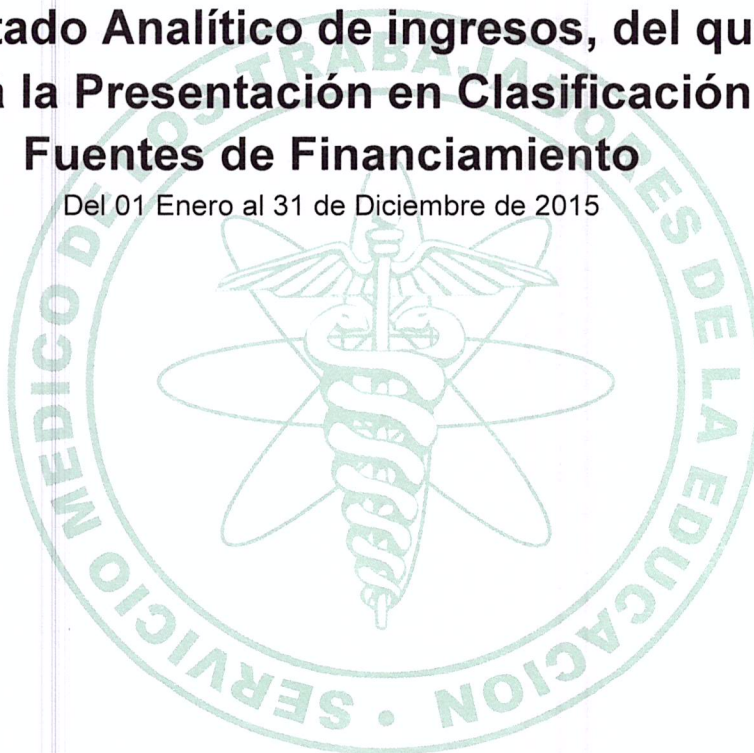 tado Analítico de ingresos, del qu
la Presentación en Clasificación
Fuentes de Financiamiento
Del 01 Enero al 31 de Diciembre de 2015
SERVICIO MEDICO DE LOS TRABAJADORES DE LA EDUCACION •